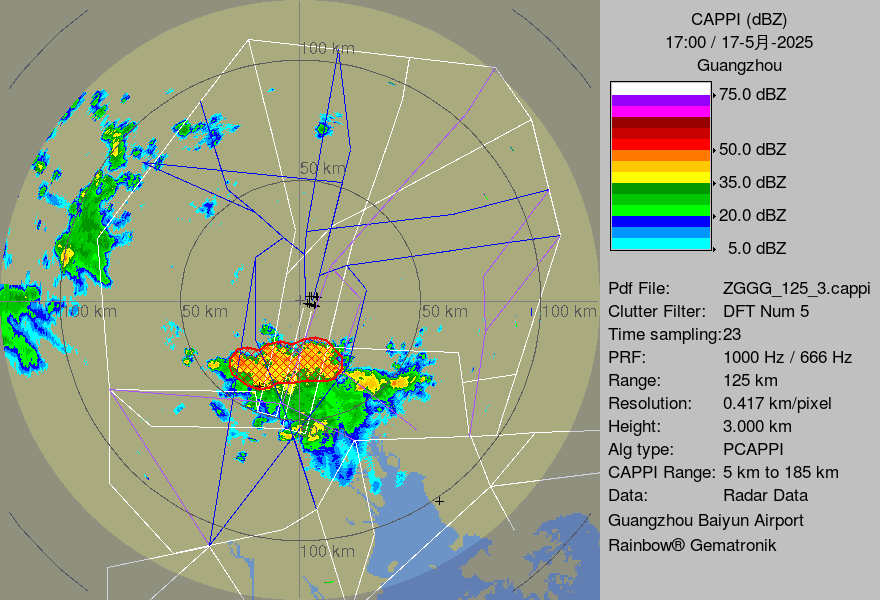 CAPPI (dBZ)
17:00 / 17-5月-2025
Guangzhou
75.0 dBZ
50.0 dBZ
35.0 dBZ
20.0 dBZ
5.0 dBZ
Pdf File: ZGGG_125_3.cappi
Clutter Filter: DFT Num 5
Time sampling:23
PRF: 1000 Hz / 666 Hz
Range: 125 km
Resolution: 0.417 km/pixel
Height: 3.000 km
Alg type: PCAPPI
CAPPI Range: 5 km to 185 km
Data: Radar Data
Guangzhou Baiyun Airport
Rainbow® Gematronik
100 km
50 km
100 km
50 km
50 km
100 km
100 km